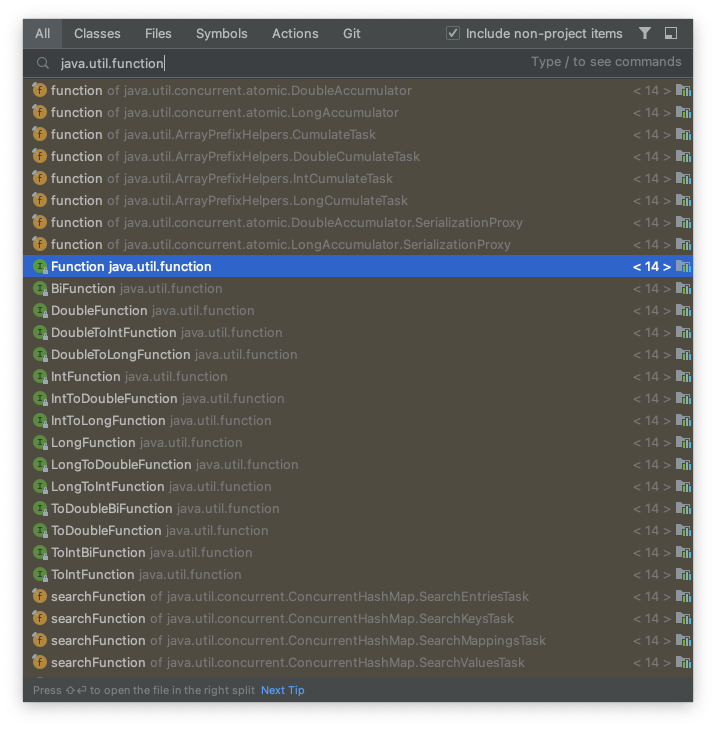 All Classes Files Symbols Actions Git Include non-project items
java.util.function Type / to see commands
function of java.util.concurrent.atomic.DoubleAccumulator < 14 >
function of java.util.concurrent.atomic.LongAccumulator < 14 >
function of java.util.ArrayPrefixHelpers.CumulateTask < 14 >
function of java.util.ArrayPrefixHelpers.DoubleCumulateTask < 14 >
function of java.util.ArrayPrefixHelpers.IntCumulateTask < 14 >
function of java.util.ArrayPrefixHelpers.LongCumulateTask < 14 >
function of java.util.concurrent.atomic.DoubleAccumulator.SerializationProxy < 14 >
function of java.util.concurrent.atomic.LongAccumulator.SerializationProxy < 14 >
Function java.util.function < 14 >
BiFunction java.util.function < 14 >
DoubleFunction java.util.function < 14 >
DoubleToIntFunction java.util.function < 14 >
DoubleToLongFunction java.util.function < 14 >
IntFunction java.util.function < 14 >
IntToDoubleFunction java.util.function < 14 >
IntToLongFunction java.util.function < 14 >
LongFunction java.util.function < 14 >
LongToDoubleFunction java.util.function < 14 >
LongToIntFunction java.util.function < 14 >
ToDoubleBiFunction java.util.function < 14 >
ToDoubleFunction java.util.function < 14 >
ToIntBiFunction java.util.function < 14 >
ToIntFunction java.util.function < 14 >
searchFunction of java.util.concurrent.ConcurrentHashMap.SearchEntriesTask < 14 >
searchFunction of java.util.concurrent.ConcurrentHashMap.SearchKeysTask < 14 >
searchFunction of java.util.concurrent.ConcurrentHashMap.SearchMappingsTask < 14 >
searchFunction of java.util.concurrent.ConcurrentHashMap.SearchValuesTask < 14 >
Press ⇧⏎ to open the file in the right split Next Tip